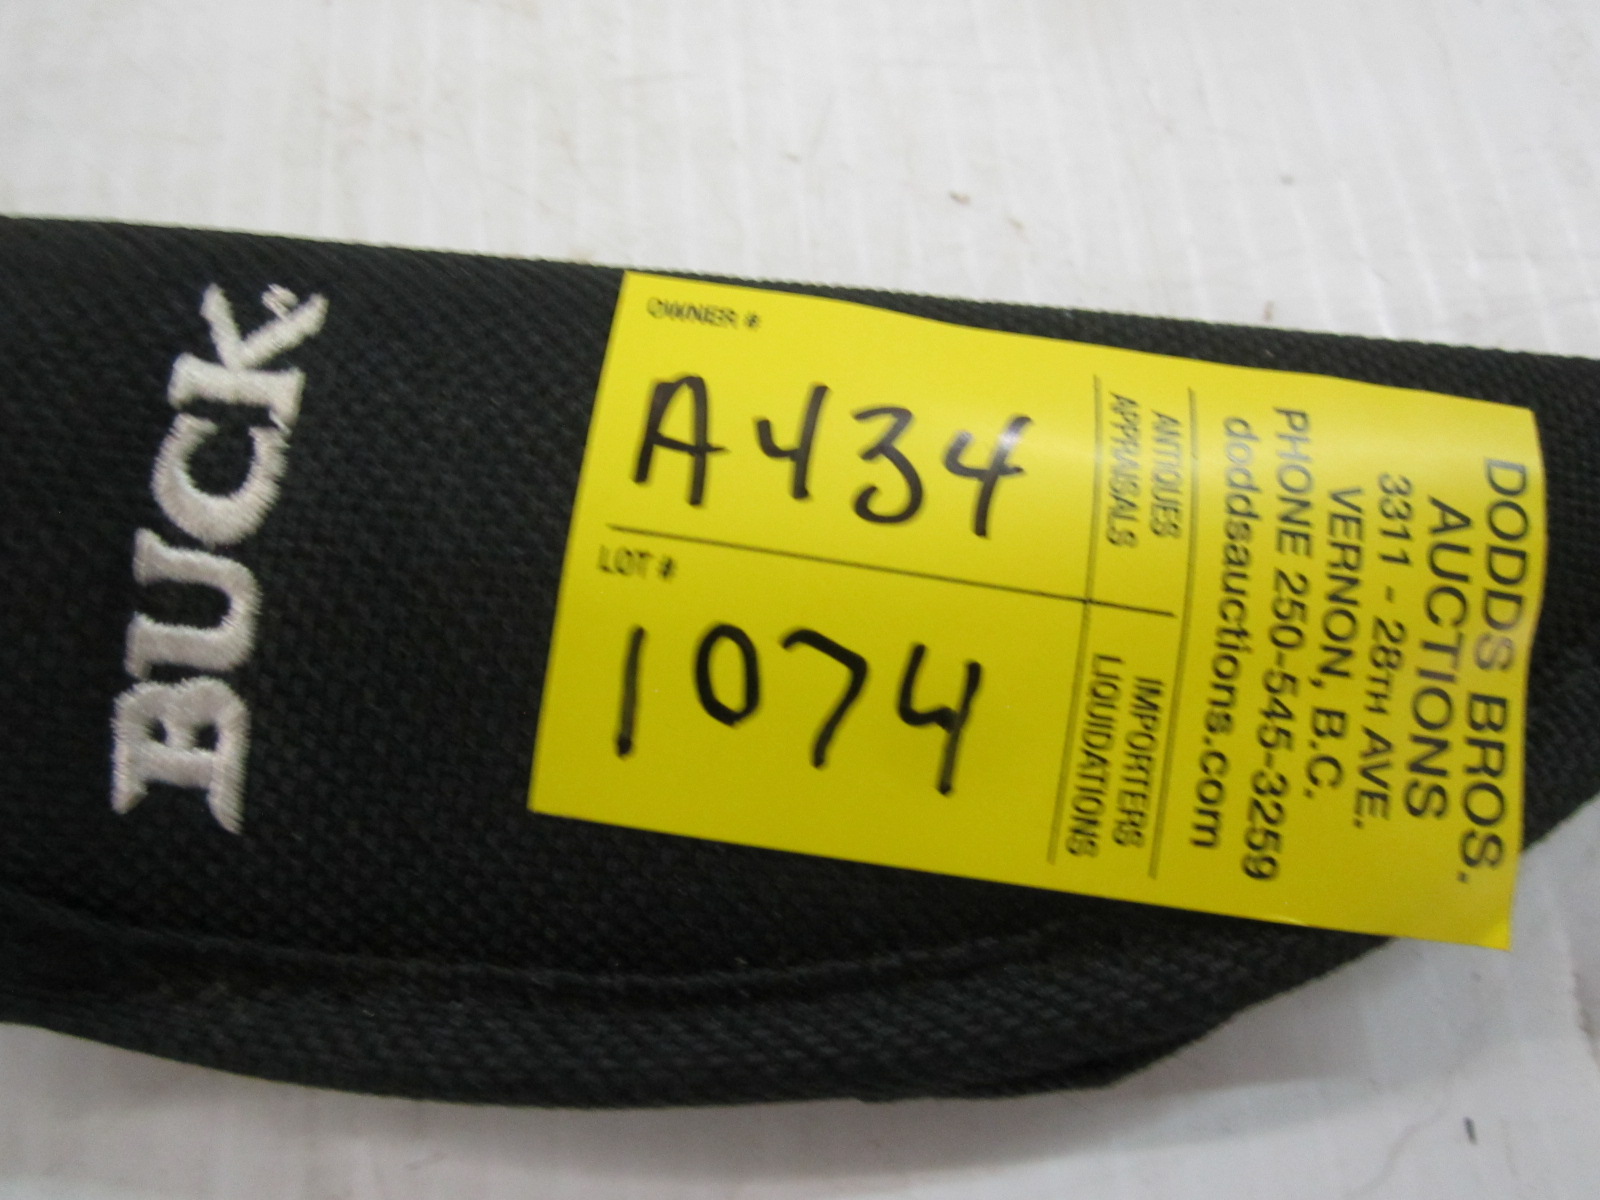 BUCK
OWNER #
A434
LOT #
1074
ANTIQUES
APPRAISALS
IMPORTERS
LIQUIDATIONS
DODDS BROS.
AUCTIONS
3311 - 28TH AVE.
VERNON, B.C.
PHONE 250-545-3259
doddsauctions.com